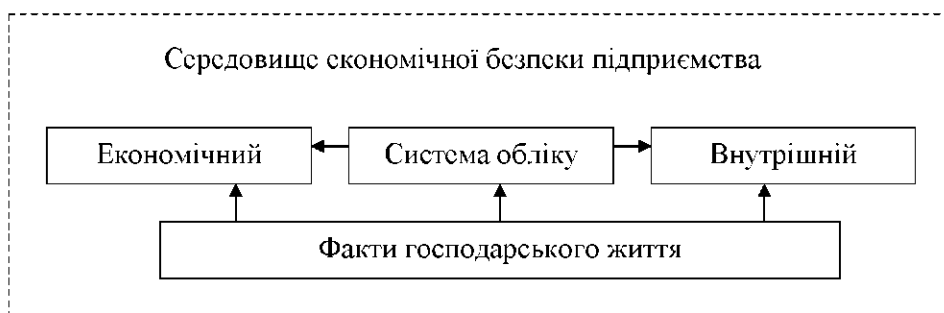 Середовище економічної безпеки підприємства
Економічний
Система обліку
Внутрішній
Факти господарського життя